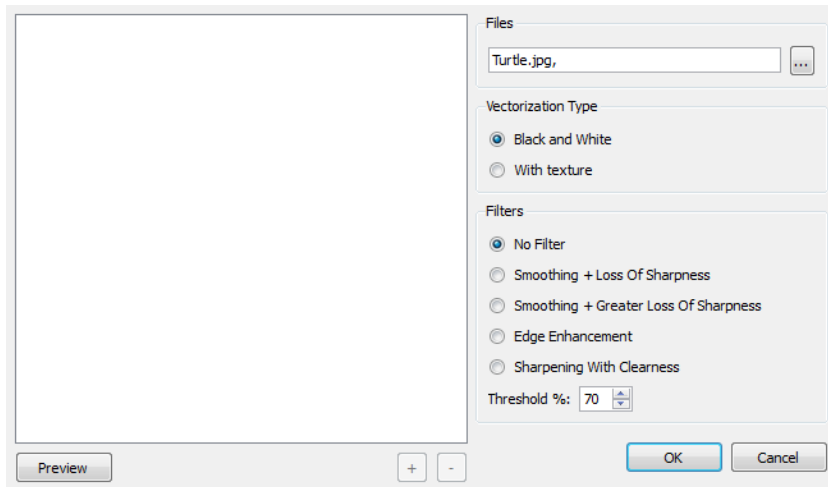 Files
Turtle.jpg,
...
Vectorization Type
Black and White
With texture
Filters
No Filter
Smoothing + Loss Of Sharpness
Smoothing + Greater Loss Of Sharpness
Edge Enhancement
Sharpening With Clearness
Threshold %: 70
Preview + - OK Cancel